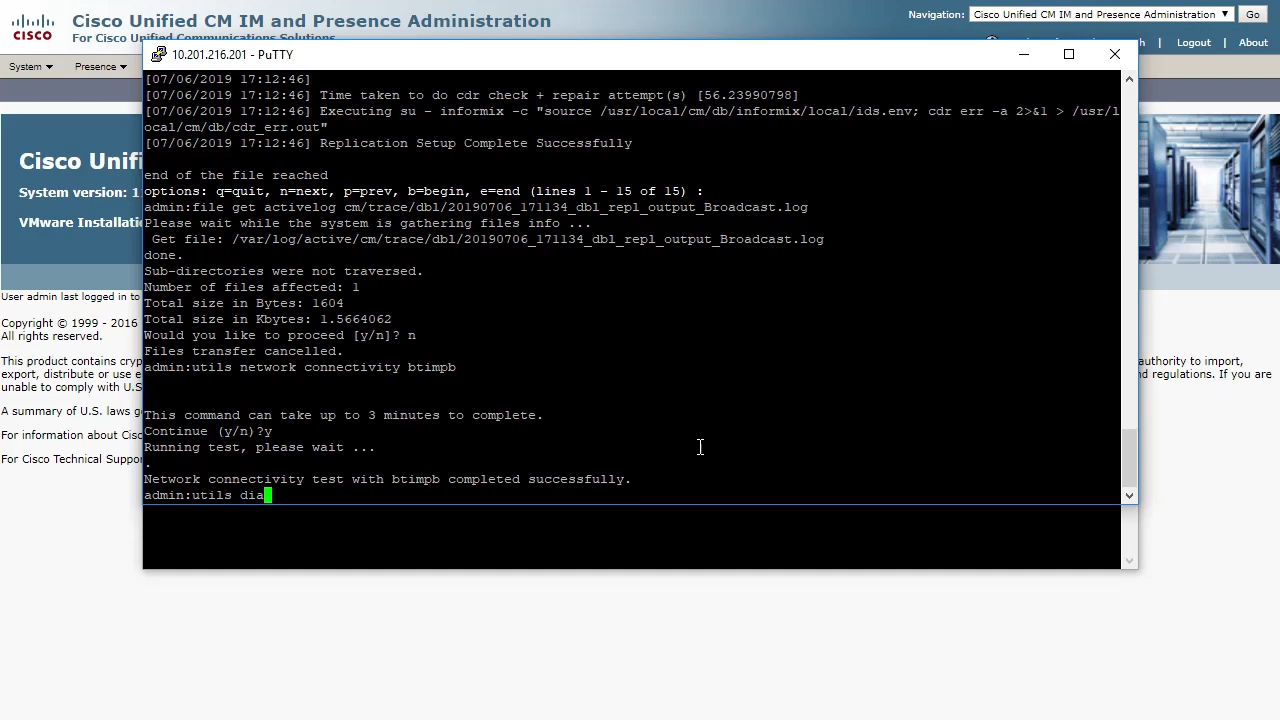 Cisco Unified CM IM and Presence Administration
For Cisco Unified Communications Solutions
Navigation: Cisco Unified CM IM and Presence Administration Go
CISCO
Logout
About
System
Presence
10.201.216.201 - PuTTY
[07/06/2019 17:12:46]
[07/06/2019 17:12:46] Time taken to do cdr check + repair attempt(s) [56.23990798]
[07/06/2019 17:12:46] Executing su - informix -c "source /usr/local/cm/db/informix/local/ids.env; cdr err -a 2>&1 > /usr/l
ocal/cm/db/cdr_err.out"
[07/06/2019 17:12:46] Replication Setup Complete Successfully
end of the file reached
options: q=quit, n=next, p=prev, b=begin, e=end (lines 1 - 15 of 15) :
admin:file get activelog cm/trace/dbl/20190706_171134_dbl_repl_output_Broadcast.log
Please wait while the system is gathering files info ...
Get file: /var/log/active/cm/trace/dbl/20190706_171134_dbl_repl_output_Broadcast.log
done.
Sub-directories were not traversed.
Number of files affected: 1
Total size in Bytes: 1604
Total size in Kbytes: 1.5664062
Would you like to proceed [y/n]? n
Files transfer cancelled.
admin:utils network connectivity btimpb
This command can take up to 3 minutes to complete.
Continue (y/n)?y
Running test, please wait ...
.
Network connectivity test with btimpb completed successfully.
admin:utils dia
Cisco Unifi
System version: 1
VMware Installatio
User admin last logged in to
Copyright © 1999 - 2016
All rights reserved.
This product contains cryp
export, distribute or use e
unable to comply with U.S
authority to import,
and regulations. If you are
A summary of U.S. laws g
For information about Cisc
For Cisco Technical Suppor